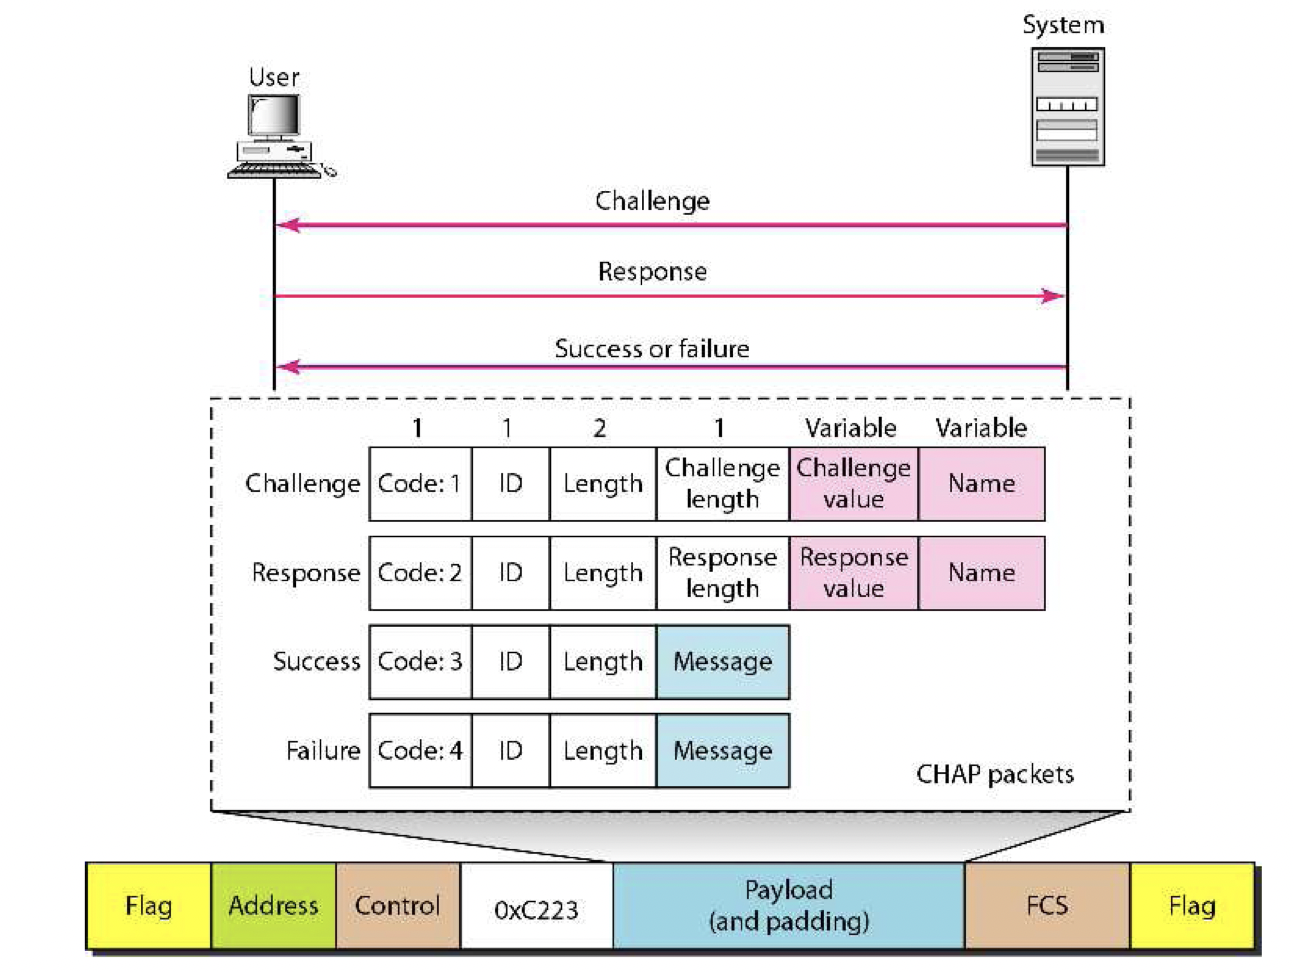 System
User
Challenge
Response
Success or failure
1 1 2 1 Variable Variable
Challenge Code: 1 ID Length Challenge length Challenge value Name
Response Code: 2 ID Length Response length Response value Name
Success Code: 3 ID Length Message
Failure Code: 4 ID Length Message
CHAP packets
Flag Address Control 0xC223 Payload (and padding) FCS Flag